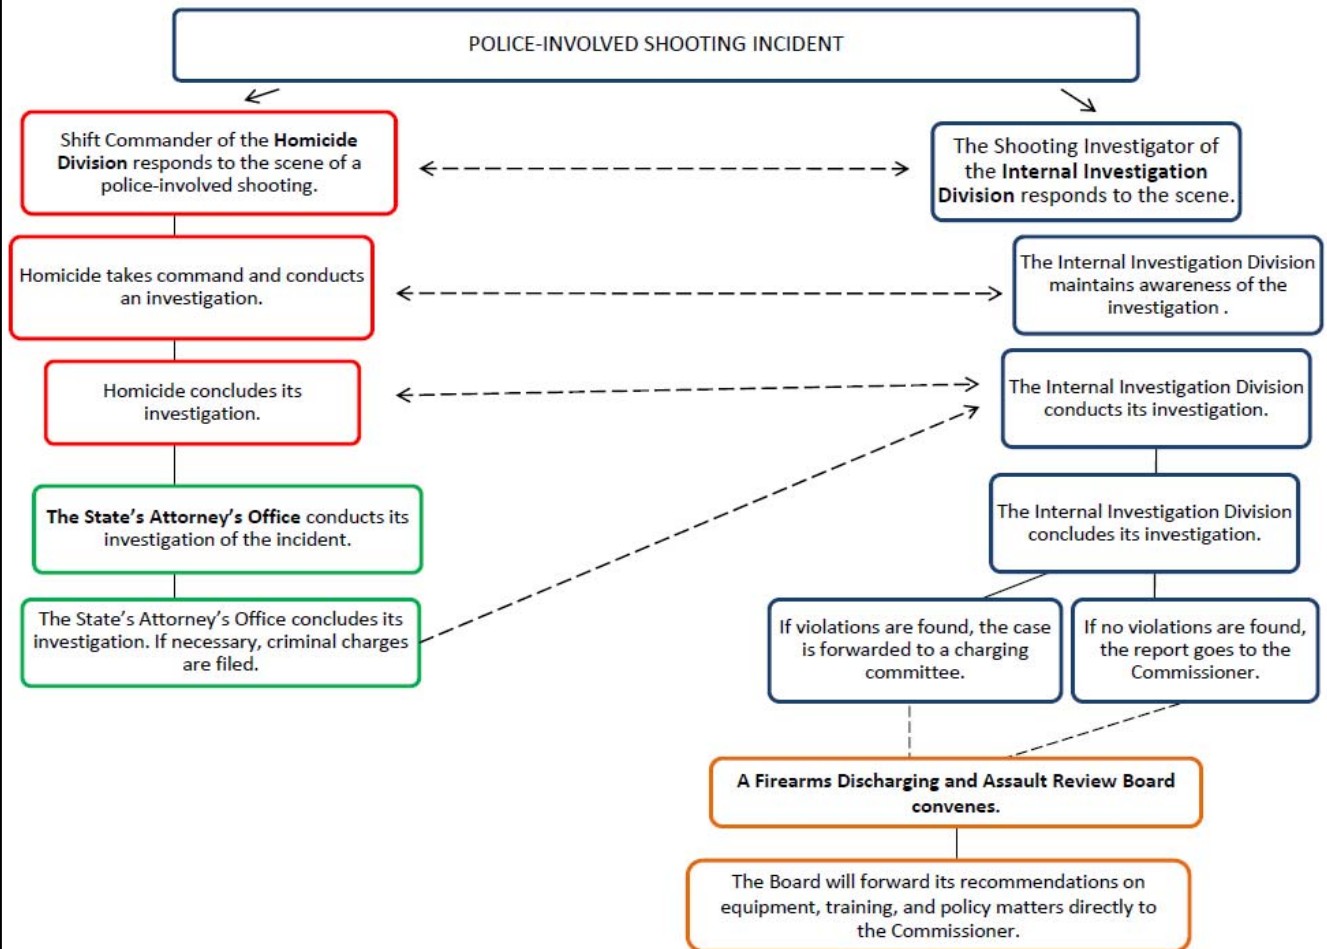 POLICE-INVOLVED SHOOTING INCIDENT
Shift Commander of the Homicide
Division responds to the scene of a
police-involved shooting.
The Shooting Investigator of
the Internal Investigation
Division responds to the scene.
Homicide takes command and conducts
an investigation.
The Internal Investigation Division
maintains awareness of the
investigation .
Homicide concludes its
investigation.
The Internal Investigation Division
conducts its investigation.
The State’s Attorney’s Office conducts its
investigation of the incident.
The Internal Investigation Division
concludes its investigation.
The State’s Attorney’s Office concludes its
investigation. If necessary, criminal charges
are filed.
If violations are found, the case
is forwarded to a charging
committee.
If no violations are found,
the report goes to the
Commissioner.
A Firearms Discharging and Assault Review Board
convenes.
The Board will forward its recommendations on
equipment, training, and policy matters directly to
the Commissioner.